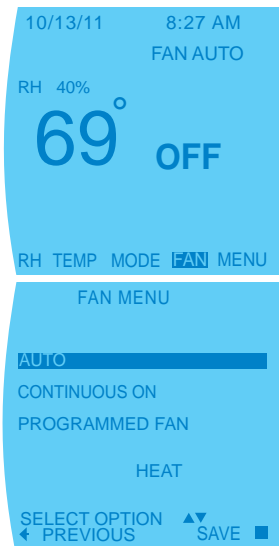 10/13/11 8:27 AM
FAN AUTO
RH 40%
69° OFF
RH TEMP MODE FAN MENU
FAN MENU
AUTO
CONTINUOUS ON
PROGRAMMED FAN
HEAT
SELECT OPTION ▲▼
← PREVIOUS SAVE ■